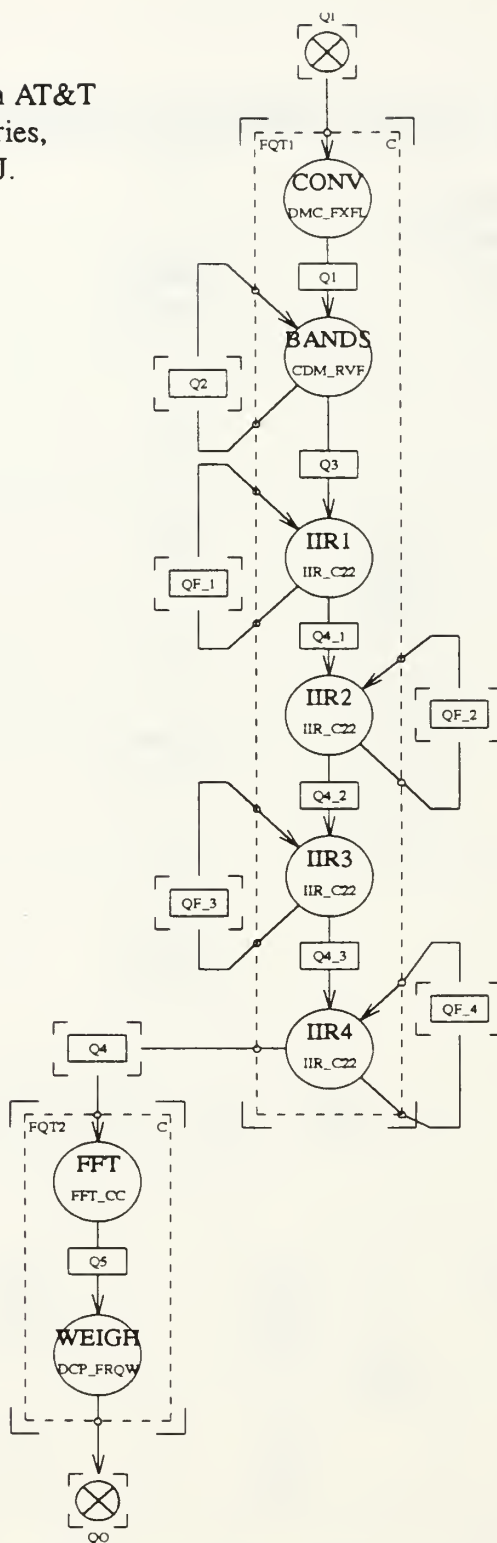 QI
AT&T
ries,
J.
FQT1 C
CONV
DMC_FXFL
Q1
BANDS
CDM_RVF
Q2
Q3
IIR1
IIR_C22
QF_1
Q4_1
IIR2
IIR_C22
QF_2
Q4_2
IIR3
IIR_C22
QF_3
Q4_3
IIR4
IIR_C22
QF_4
Q4
FQT2 C
FFT
FFT_CC
Q5
WEIGH
DCP_FRQW
QO